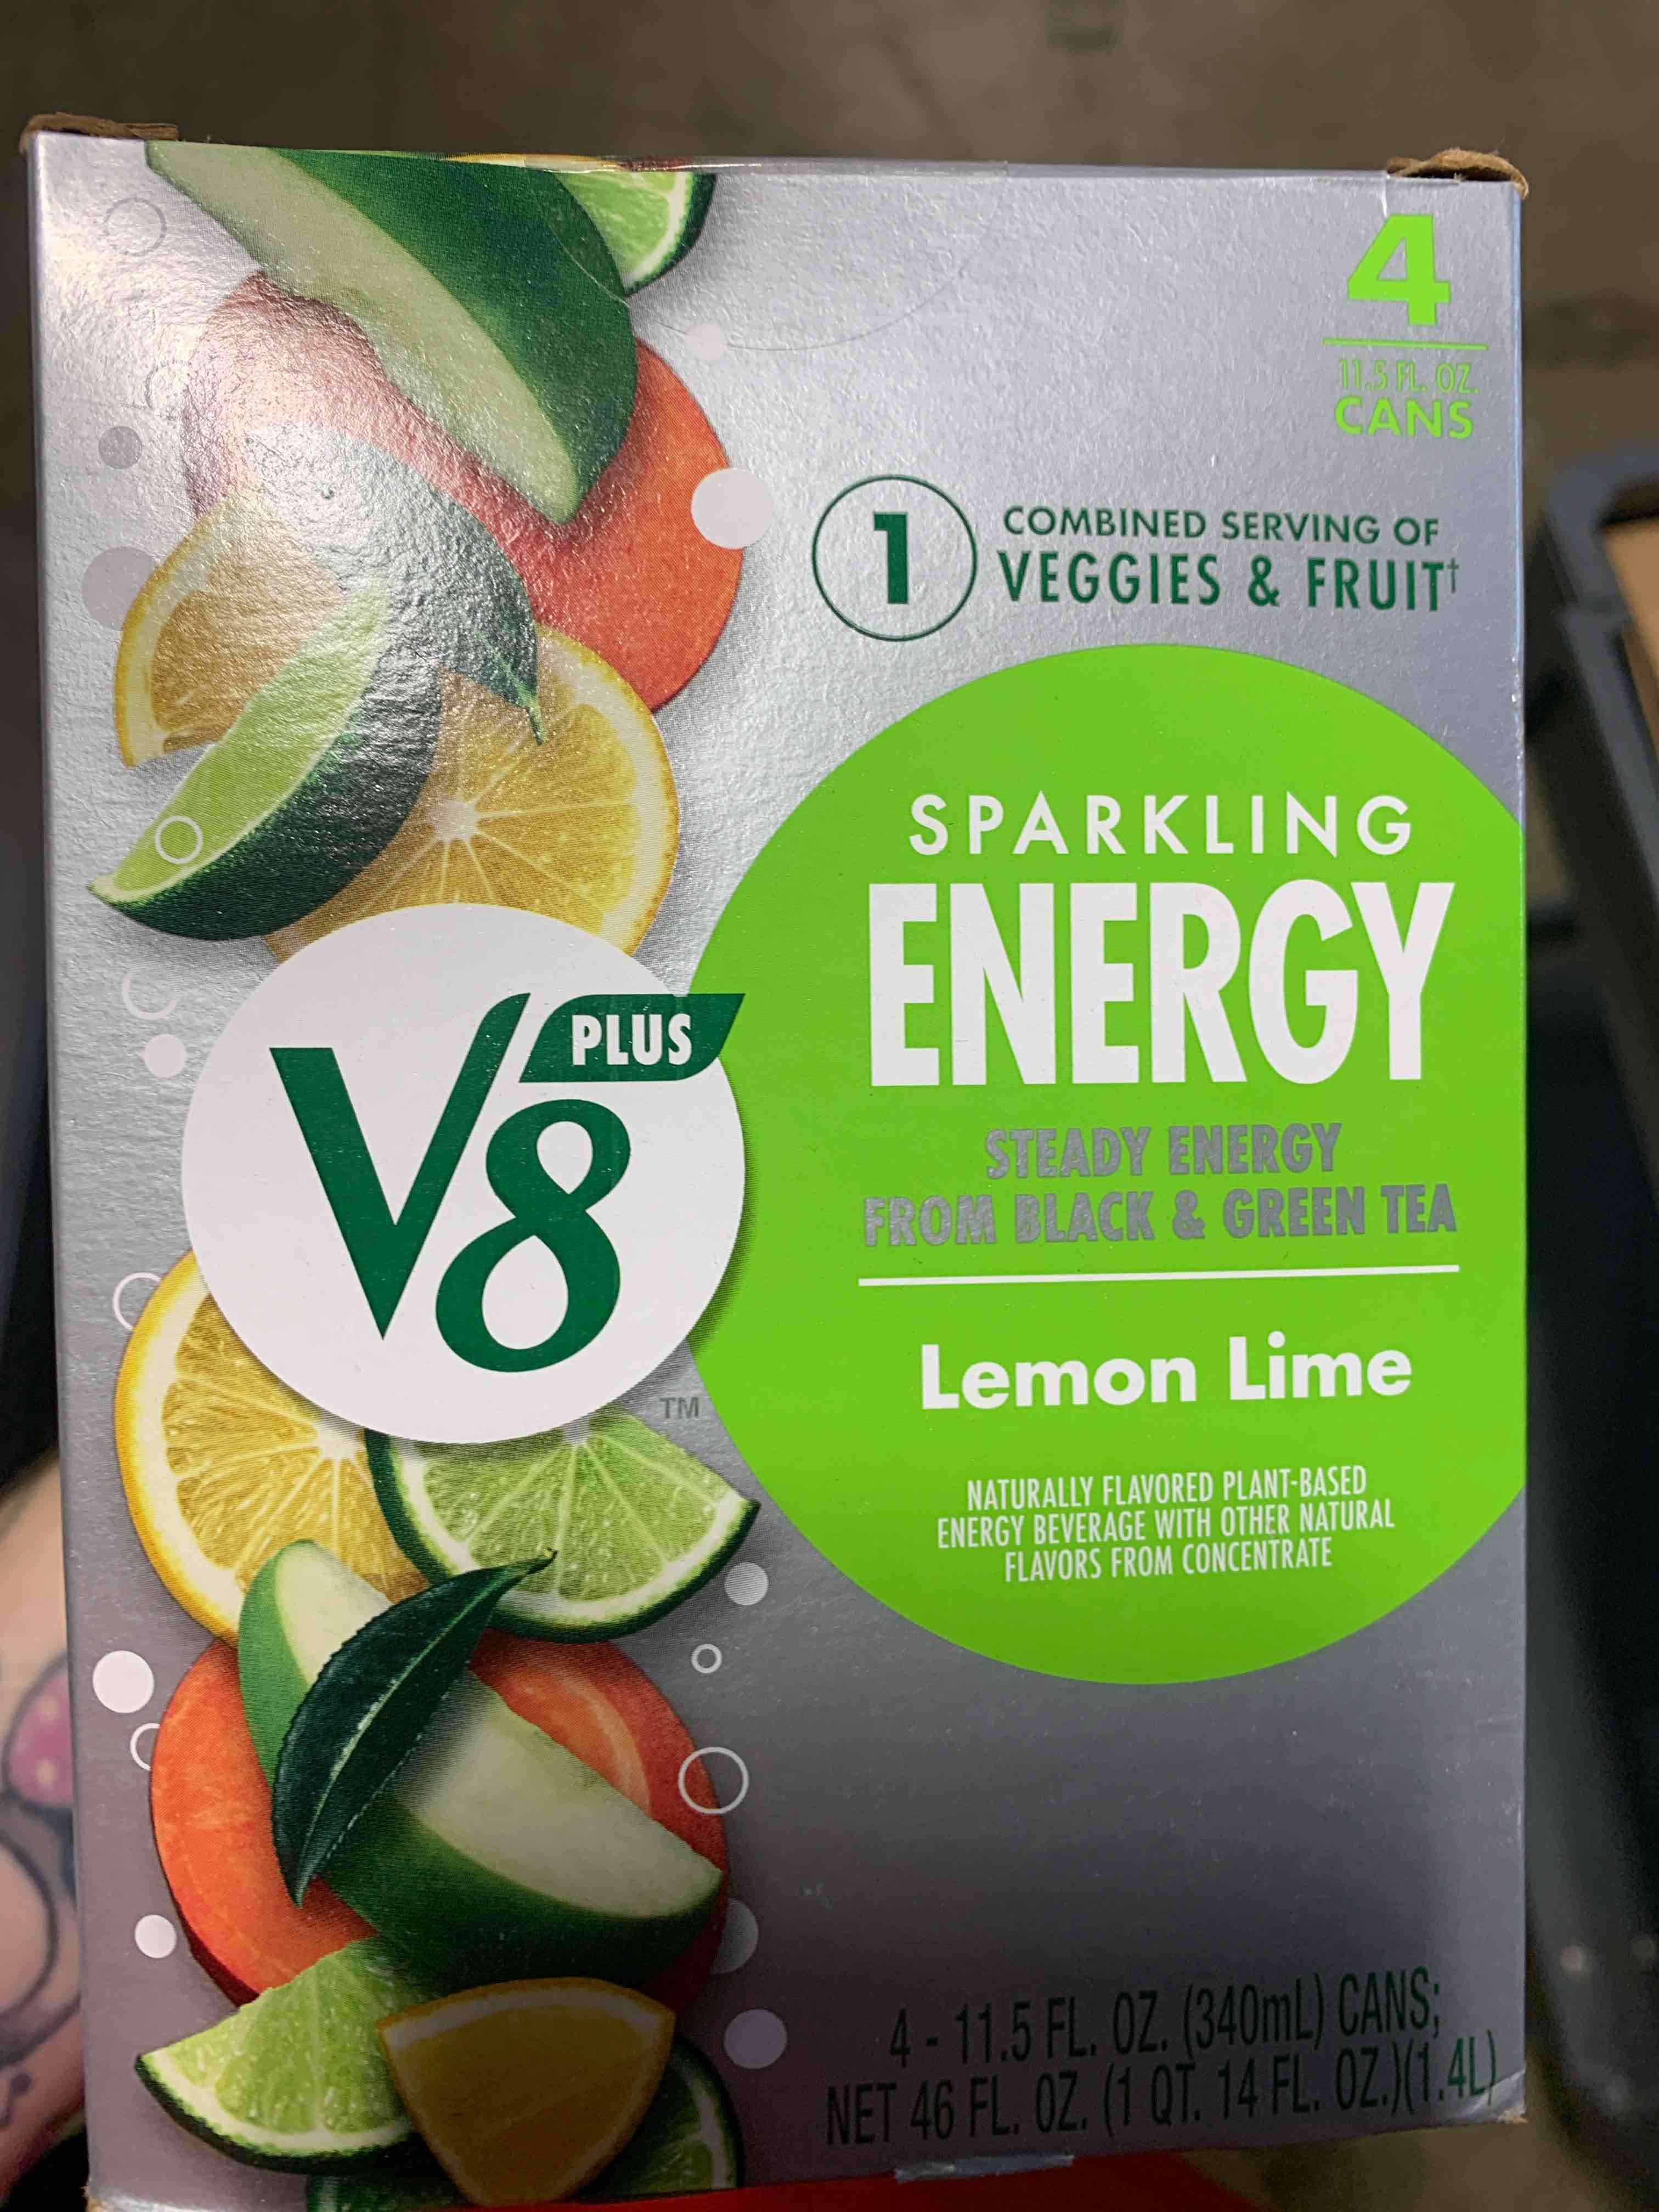 4
11.5 FL. OZ.
CANS
1
COMBINED SERVING OF
VEGGIES & FRUIT†
SPARKLING
ENERGY
STEADY ENERGY
FROM BLACK & GREEN TEA
Lemon Lime
NATURALLY FLAVORED PLANT-BASED
ENERGY BEVERAGE WITH OTHER NATURAL
FLAVORS FROM CONCENTRATE
V8 PLUS
TM
4 - 11.5 FL. OZ. (340mL) CANS;
NET 46 FL. OZ. (1 QT. 14 FL. OZ.)(1.4L)